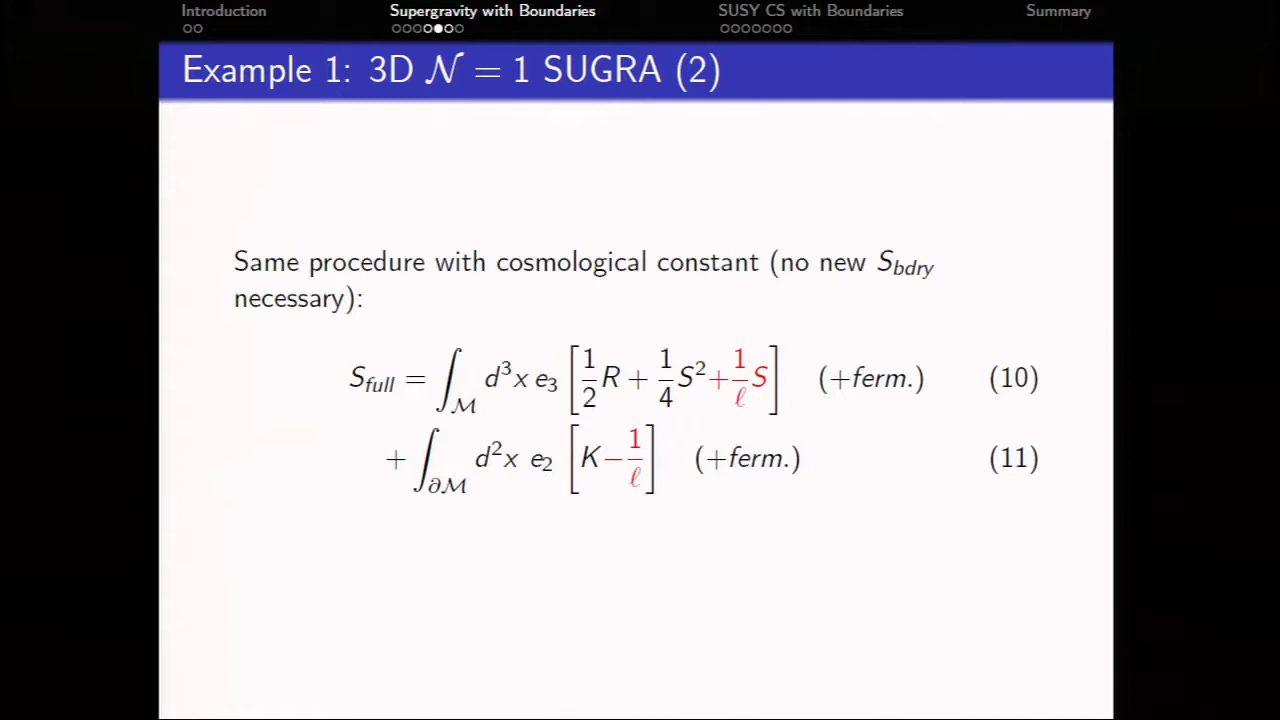 Introduction Supergravity with Boundaries SUSY CS with Boundaries Summary
Example 1: 3D 𝒩 = 1 SUGRA (2)
Same procedure with cosmological constant (no new S_bdry
necessary):
S_full = ∫_ℳ d³x e₃ [1/2 R + 1/4 S² + 1/ℓ S] (+ferm.) (10)
+ ∫_∂ℳ d²x e₂ [K − 1/ℓ] (+ferm.) (11)